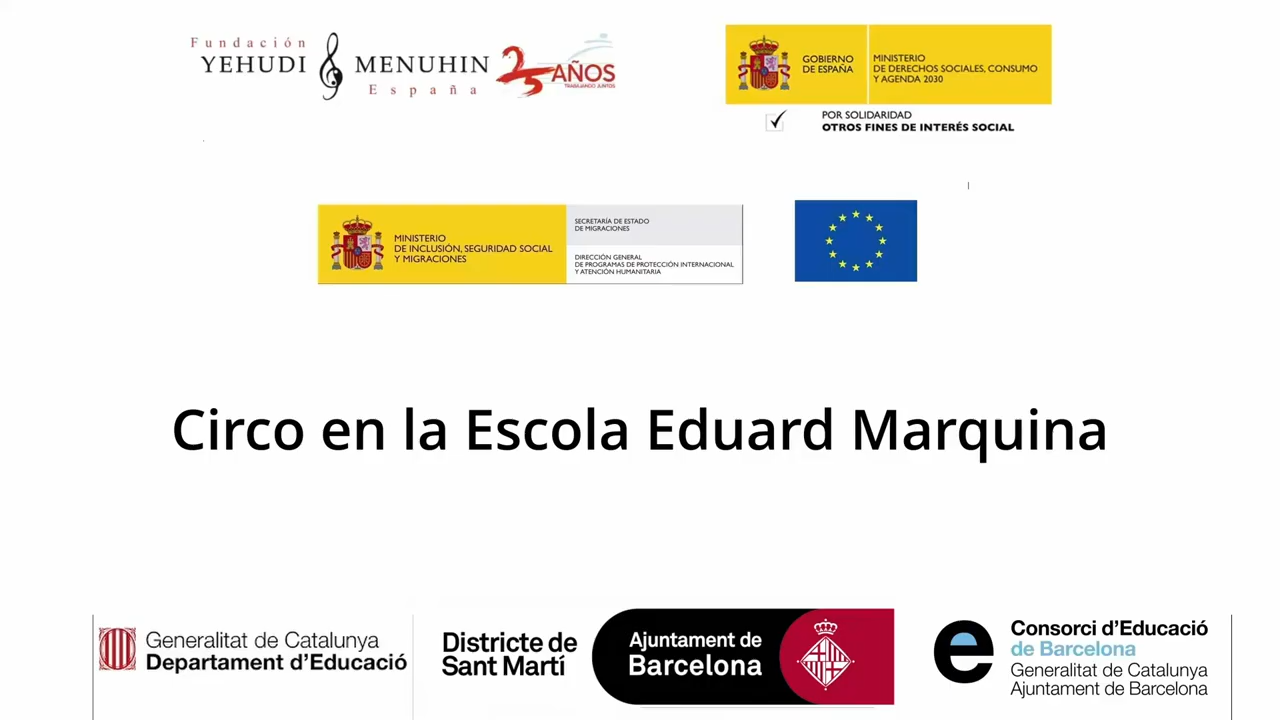 Fundación
YEHUDI MENUHIN
España
25 AÑOS
TRABAJANDO JUNTOS
GOBIERNO
DE ESPAÑA
MINISTERIO
DE DERECHOS SOCIALES, CONSUMO
Y AGENDA 2030
POR SOLIDARIDAD
OTROS FINES DE INTERÉS SOCIAL
MINISTERIO
DE INCLUSIÓN, SEGURIDAD SOCIAL
Y MIGRACIONES
SECRETARÍA DE ESTADO
DE MIGRACIONES
DIRECCIÓN GENERAL
DE PROGRAMAS DE PROTECCIÓN INTERNACIONAL
Y ATENCIÓN HUMANITARIA
Circo en la Escola Eduard Marquina
Generalitat de Catalunya
Departament d'Educació
Districte de
Sant Martí
Ajuntament de
Barcelona
e
Consorci d'Educació
de Barcelona
Generalitat de Catalunya
Ajuntament de Barcelona